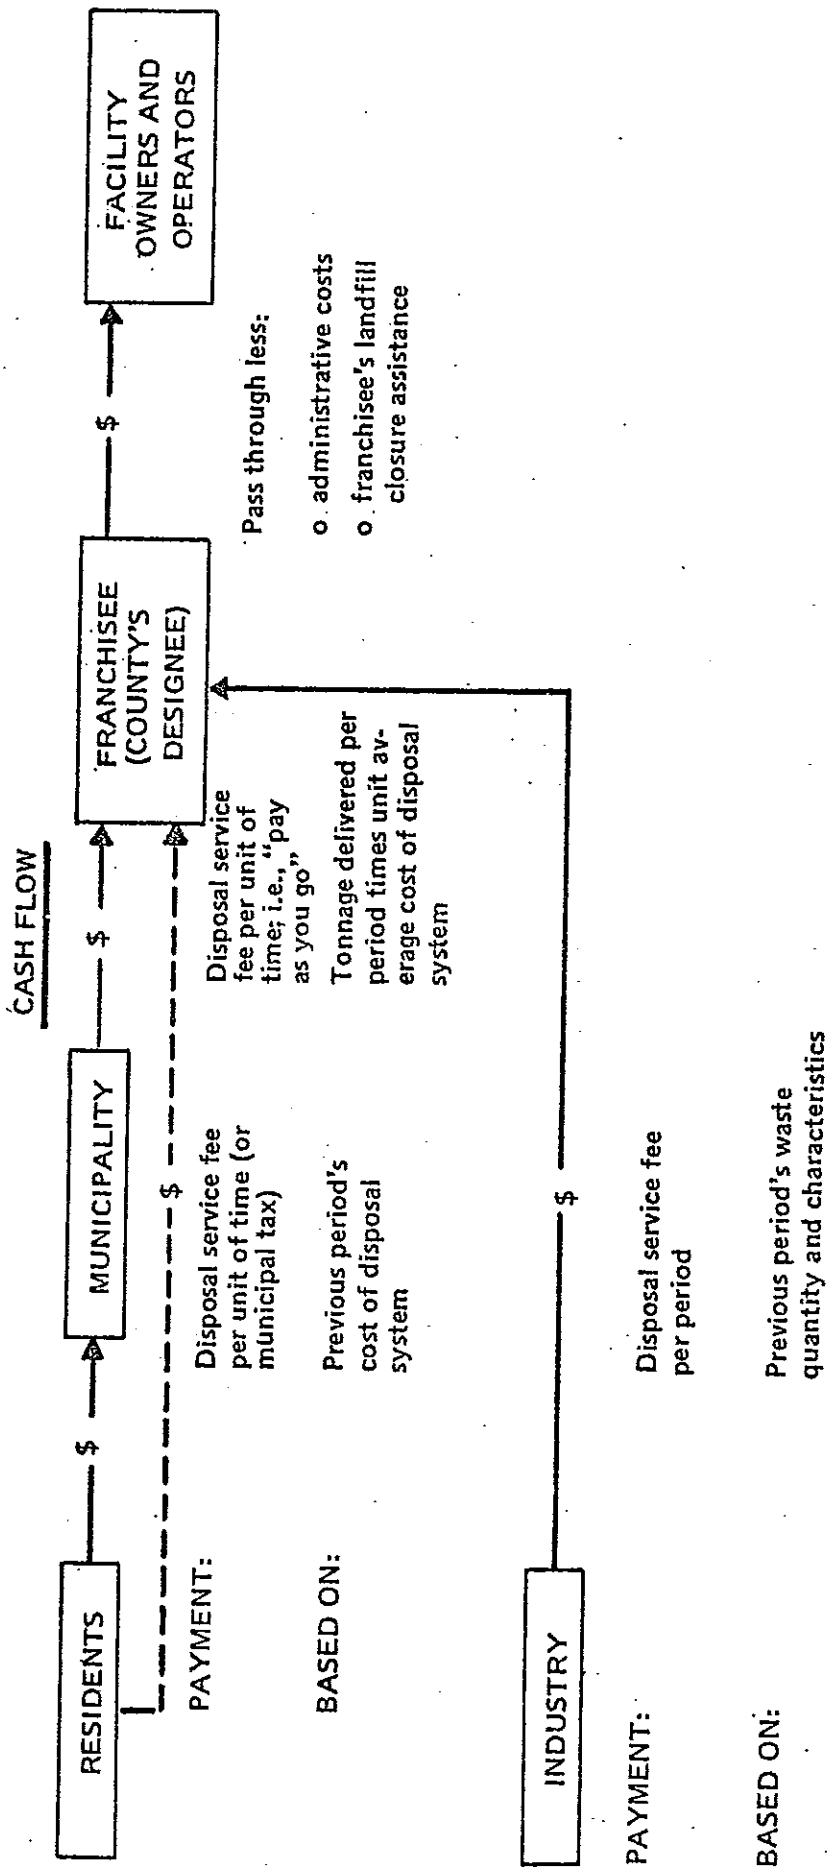 CASH FLOW
RESIDENTS
$
MUNICIPALITY
$
FRANCHISEE
(COUNTY'S
DESIGNEE)
$
FACILITY
OWNERS AND
OPERATORS
$
PAYMENT:
Disposal service fee
per unit of time (or
municipal tax)
Disposal service
fee per unit of
time; i.e., "pay
as you go"
Pass through less:
o administrative costs
o franchisee's landfill
closure assistance
BASED ON:
Previous period's
cost of disposal
system
Tonnage delivered per
period times unit av-
erage cost of disposal
system
INDUSTRY
$
PAYMENT:
Disposal service fee
per period
BASED ON:
Previous period's waste
quantity and characteristics